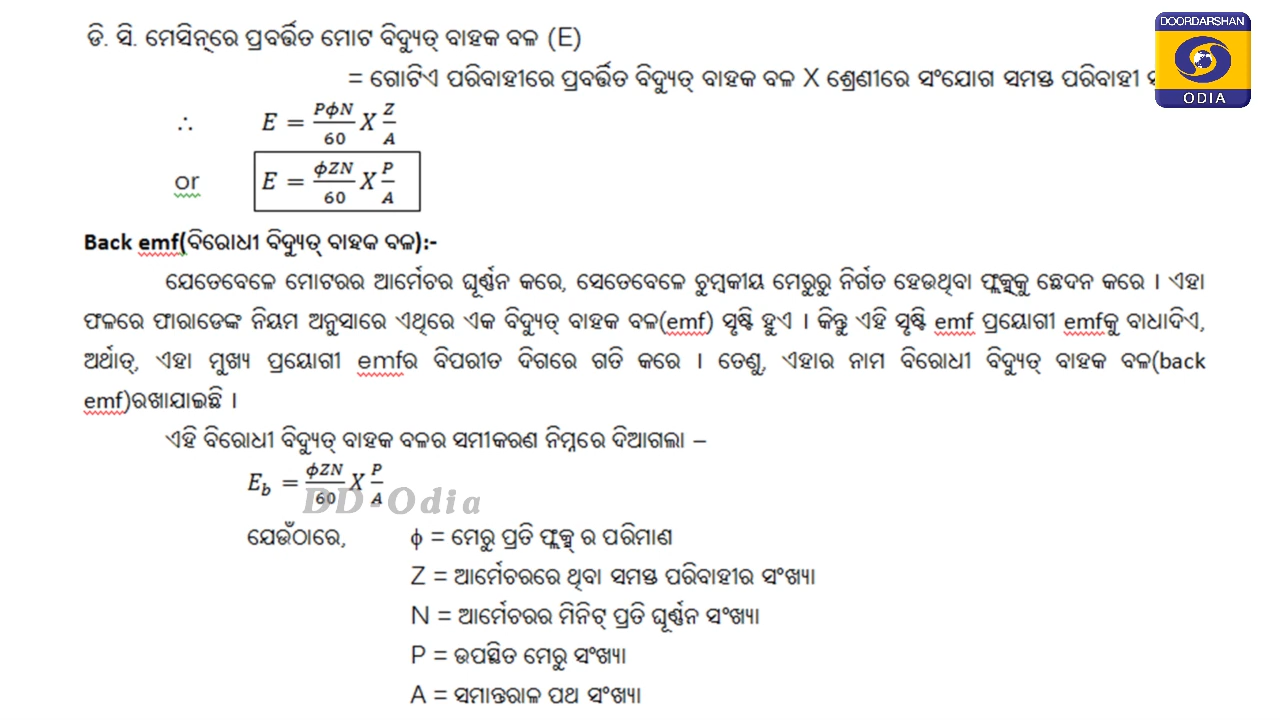 ଡି. ସି. ମେସିନ୍‌ରେ ପ୍ରବର୍ତ୍ତିତ ମୋଟ ବିଦ୍ୟୁତ୍ ବାହକ ବଳ (E)
= ଗୋଟିଏ ପରିବାହୀରେ ପ୍ରବର୍ତ୍ତିତ ବିଦ୍ୟୁତ୍ ବାହକ ବଳ X ଶ୍ରେଣୀରେ ସଂଯୋଗ ସମସ୍ତ ପରିବାହୀ
∴ E = PϕN/60 X Z/A
or E = ϕZN/60 X P/A
Back emf(ବିରୋଧୀ ବିଦ୍ୟୁତ୍ ବାହକ ବଳ):-
ଯେତେବେଳେ ମୋଟରର ଆର୍ମେଚର ଘୂର୍ଣ୍ଣନ କରେ, ସେତେବେଳେ ଚୁମ୍ବକୀୟ ମେରୁରୁ ନିର୍ଗତ ହେଉଥିବା ଫ୍ଲକ୍ସକୁ ଛେଦନ କରେ । ଏହା
ଫଳରେ ଫାରାଡେଙ୍କ ନିୟମ ଅନୁସାରେ ଏଥିରେ ଏକ ବିଦ୍ୟୁତ୍ ବାହକ ବଳ(emf) ସୃଷ୍ଟି ହୁଏ । କିନ୍ତୁ ଏହି ସୃଷ୍ଟି emf ପ୍ରୟୋଗୀ emfକୁ ବାଧାଦିଏ,
ଅର୍ଥାତ୍, ଏହା ମୁଖ୍ୟ ପ୍ରୟୋଗୀ emfର ବିପରୀତ ଦିଗରେ ଗତି କରେ । ତେଣୁ, ଏହାର ନାମ ବିରୋଧୀ ବିଦ୍ୟୁତ୍ ବାହକ ବଳ(back
emf)ରଖାଯାଇଛି ।
ଏହି ବିରୋଧୀ ବିଦ୍ୟୁତ୍ ବାହକ ବଳର ସମୀକରଣ ନିମ୍ନରେ ଦିଆଗଲା –
E_b = ϕZN/60 X P/A
DD-Odia
ଯେଉଁଠାରେ, ϕ = ମେରୁ ପ୍ରତି ଫ୍ଲକ୍ସ ର ପରିମାଣ
Z = ଆର୍ମେଚରରେ ଥିବା ସମସ୍ତ ପରିବାହୀର ସଂଖ୍ୟା
N = ଆର୍ମେଚରର ମିନିଟ୍ ପ୍ରତି ଘୂର୍ଣ୍ଣନ ସଂଖ୍ୟା
P = ଉପସ୍ଥିତ ମେରୁ ସଂଖ୍ୟା
A = ସମାନ୍ତରାଳ ପଥ ସଂଖ୍ୟା
DOORDARSHAN
ODIA